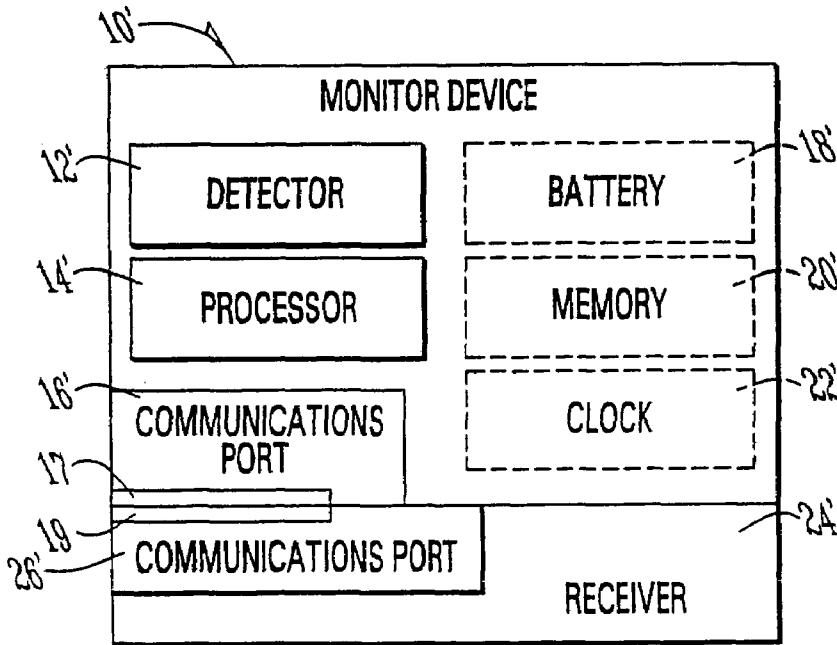 10'
MONITOR DEVICE
12'
DETECTOR
BATTERY
18'
14'
PROCESSOR
MEMORY
20'
16'
COMMUNICATIONS
PORT
CLOCK
22'
17
19
26'
COMMUNICATIONS PORT
24'
RECEIVER